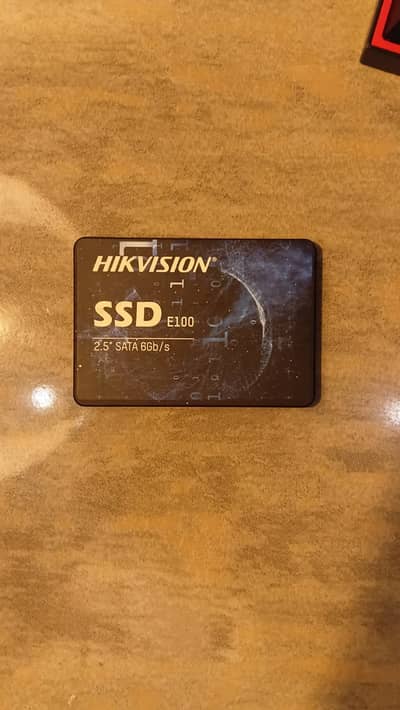 HIKVISION®
SSD E100
2.5" SATA 6Gb/s